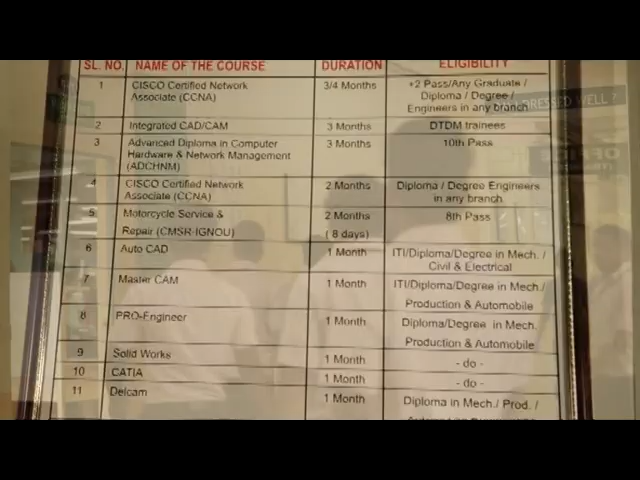 SL. NO. NAME OF THE COURSE DURATION ELIGIBILITY
1 CISCO Certified Network 3/4 Months +2 Pass/Any Graduate /
Associate (CCNA) Diploma / Degree /
Engineers in any branch
2 Integrated CAD/CAM 3 Months DTDM trainees
3 Advanced Diploma in Computer 3 Months 10th Pass
Hardware & Network Management
(ADCHNM)
4 CISCO Certified Network 2 Months Diploma / Degree Engineers
Associate (CCNA) in any branch
5 Motorcycle Service & 2 Months 8th Pass
Repair (CMSR-IGNOU) ( 8 days)
6 Auto CAD 1 Month ITI/Diploma/Degree in Mech. /
Civil & Electrical
7 Master CAM 1 Month ITI/Diploma/Degree in Mech./
Production & Automobile
8 PRO-Engineer 1 Month Diploma/Degree in Mech.
Production & Automobile
9 Solid Works 1 Month - do -
10 CATIA 1 Month - do -
11 Delcam 1 Month Diploma in Mech./ Prod. /
WELL ?